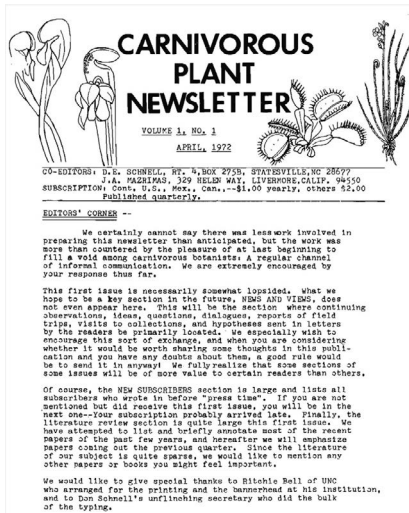 CARNIVOROUS
PLANT
NEWSLETTER
VOLUME 1, NO. 1
APRIL, 1972
CO-EDITORS: D.E. SCHNELL, RT. 4,BOX 275B, STATESVILLE,NC 28677
J.A. MAZRIMAS, 329 HELEN WAY, LIVERMORE,CALIF. 94550
SUBSCRIPTION: Cont. U.S., Mex., Can.,--$1.00 yearly, others $2.00
Published quarterly.
EDITORS' CORNER --
We certainly cannot say there was less work involved in
preparing this newsletter than anticipated, but the work was
more than countered by the pleasure of at last beginning to
fill a void among carnivorous botanists: A regular channel
of informal communication. We are extremely encouraged by
your response thus far.
This first issue is necessarily somewhat lopsided. What we
hope to be a key section in the future, NEWS AND VIEWS, does
not even appear here. This will be the section where continuing
observations, ideas, questions, dialogues, reports of field
trips, visits to collections, and hypotheses sent in letters
by the readers be primarily located. We especially wish to
encourage this sort of exchange, and when you are considering
whether it would be worth sharing some thoughts in this publi-
cation and you have any doubts about them, a good rule would
be to send it in anyway! We fully realize that some sections of
some issues will be of more value to certain readers than others.
Of course, the NEW SUBSCRIBERS section is large and lists all
subscribers who wrote in before "press time". If you are not
mentioned but did receive this first issue, you will be in the
next one--Your subscription probably arrived late. Finally, the
literature review section is quite large this first issue. We
have attempted to list and briefly annotate most of the recent
papers of the past few years, and hereafter we will emphasize
papers coming out the previous quarter. Since the literature
of our subject is quite sparse, we would like to mention any
other papers or books you might feel important.
We would like to give special thanks to Ritchie Bell of UNC
who arranged for the printing and the bannerhead at his institution,
and to Don Schnell's unflinching secretary who did the bulk
of the typing.